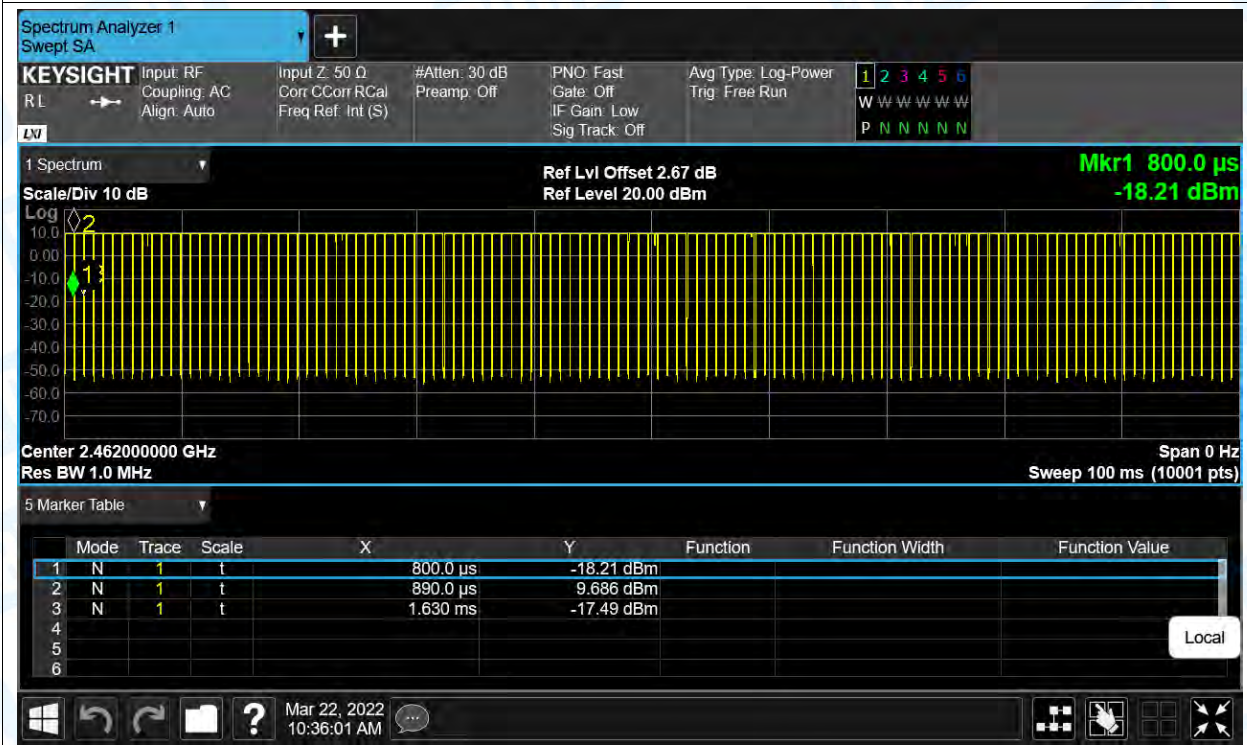 Spectrum Analyzer 1
Swept SA
+
KEYSIGHT
R L
LXI
Input: RF
Coupling: AC
Align: Auto
Input Z: 50 Ω
Corr CCorr RCal
Freq Ref: Int (S)
#Atten: 30 dB
Preamp: Off
PNO: Fast
Gate: Off
IF Gain: Low
Sig Track: Off
Avg Type: Log-Power
Trig: Free Run
1 2 3 4 5 6
W W W W W W
P N N N N N
1 Spectrum
Scale/Div 10 dB
Ref Lvl Offset 2.67 dB
Ref Level 20.00 dBm
Mkr1 800.0 µs
-18.21 dBm
Log
10.0
0.00
-10.0
-20.0
-30.0
-40.0
-50.0
-60.0
-70.0
2
1
Center 2.462000000 GHz
Res BW 1.0 MHz
Span 0 Hz
Sweep 100 ms (10001 pts)
5 Marker Table
Mode Trace Scale X Y Function Function Width Function Value
1 N 1 t 800.0 µs -18.21 dBm
2 N 1 t 890.0 µs 9.686 dBm
3 N 1 t 1.630 ms -17.49 dBm
4
5
6
Local
?
Mar 22, 2022
10:36:01 AM